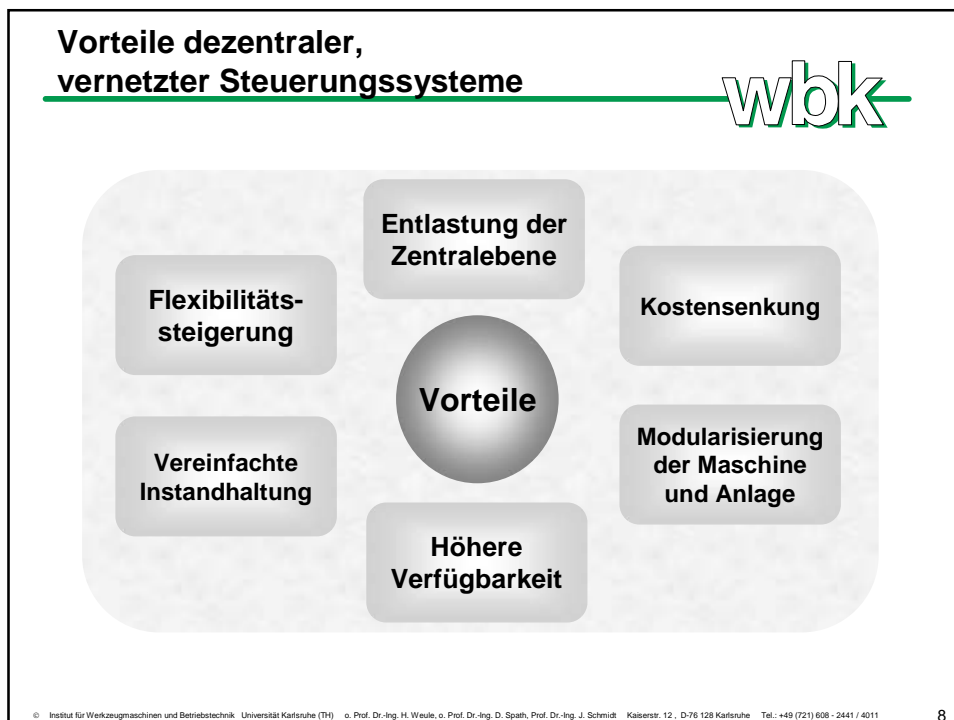 Vorteile dezentraler,
vernetzter Steuerungssysteme
wbk
Entlastung der
Zentralebene
Flexibilitäts-
steigerung
Kostensenkung
Vorteile
Vereinfachte
Instandhaltung
Modularisierung
der Maschine
und Anlage
Höhere
Verfügbarkeit
© Institut für Werkzeugmaschinen und Betriebstechnik Universität Karlsruhe (TH) o. Prof. Dr.-Ing. H. Weule, o. Prof. Dr.-Ing. D. Spath, Prof. Dr.-Ing. J. Schmidt Kaiserstr. 12 , D-76 128 Karlsruhe Tel.: +49 (721) 608 - 2441 / 4011 8